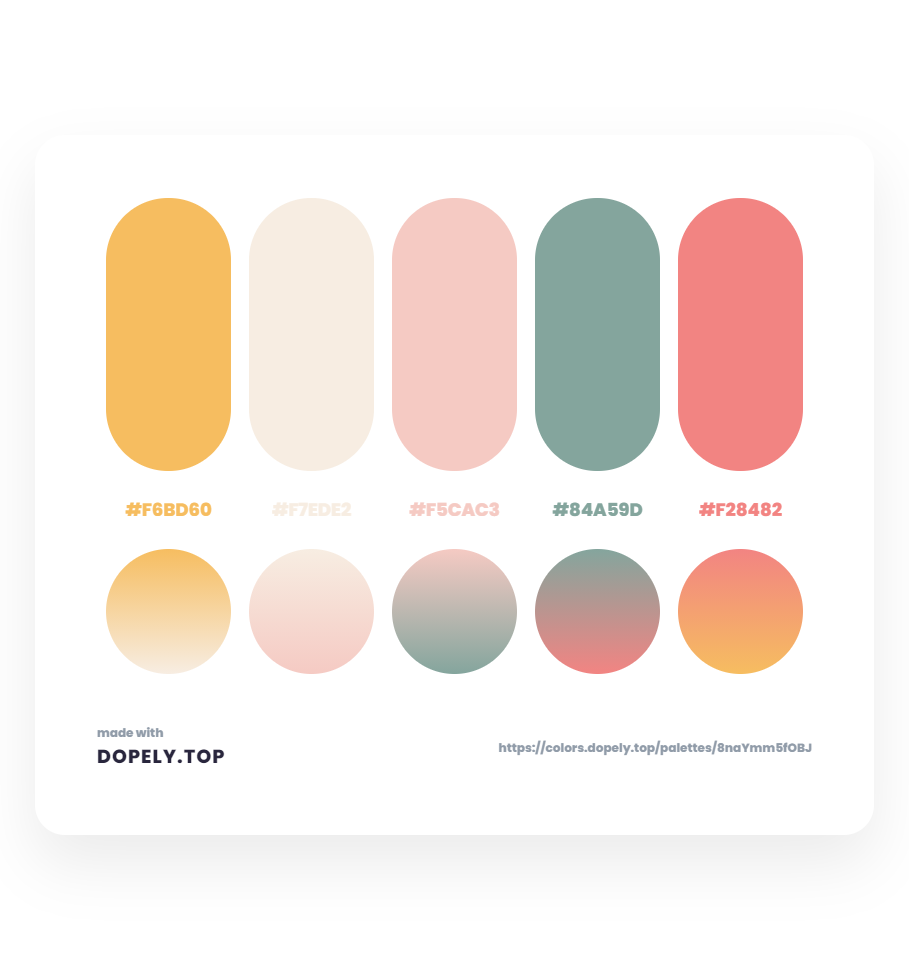 #F6BD60 #F7EDE2 #F5CAC3 #84A59D #F28482
made with
DOPELY.TOP
https://colors.dopely.top/palettes/8naYmm5fOBJ